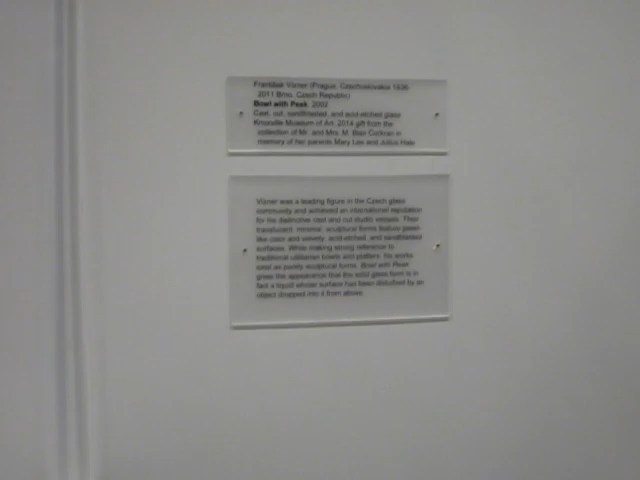 František Vízner (Prague, Czechoslovakia 1936-
2011 Brno, Czech Republic)
Bowl with Peak, 2002
Cast, cut, sandblasted, and acid-etched glass
Knoxville Museum of Art, 2014 gift from the
collection of Mr. and Mrs. M. Blair Corkran in
memory of her parents Mary Lee and Julius Hale
Vízner was a leading figure in the Czech glass
community and achieved an international reputation
for his distinctive cast and cut studio vessels. Their
translucent, minimal, sculptural forms feature jewel-
like color and velvety, acid-etched, and sandblasted
surfaces. While making strong reference to
traditional utilitarian bowls and platters, his works
exist as purely sculptural forms. Bowl with Peak
gives the appearance that the solid glass form is in
fact a liquid whose surface has been disturbed by an
object dropped into it from above.